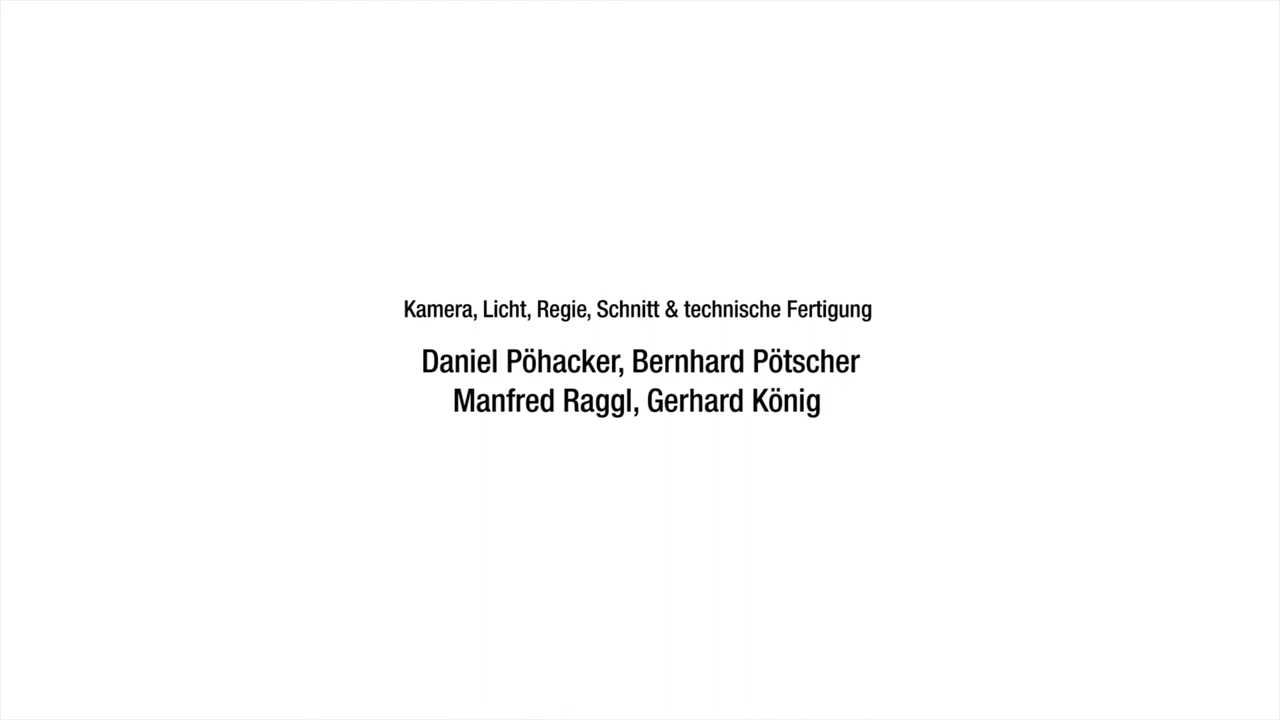 Kamera, Licht, Regie, Schnitt & technische Fertigung
Daniel Pöhacker, Bernhard Pötscher
Manfred Raggl, Gerhard König